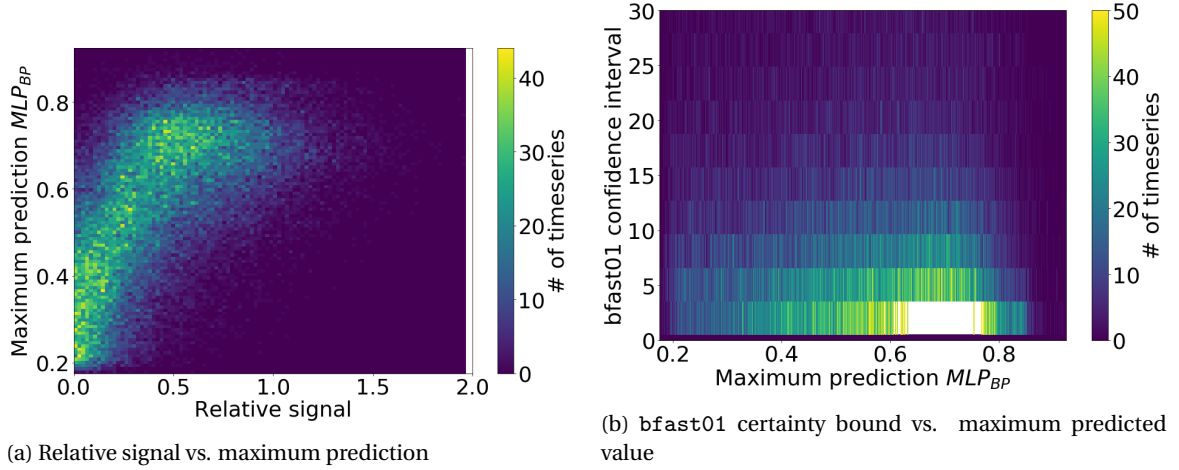 Maximum prediction MLP_BP
0.8
0.6
0.4
0.2
0.0 0.5 1.0 1.5 2.0
Relative signal
40
30
20
10
0
# of timeseries
(a) Relative signal vs. maximum prediction
bfast01 confidence interval
30
25
20
15
10
5
0
0.2 0.4 0.6 0.8
Maximum prediction MLP_BP
50
40
30
20
10
0
# of timeseries
(b) bfast01 certainty bound vs. maximum predicted
value